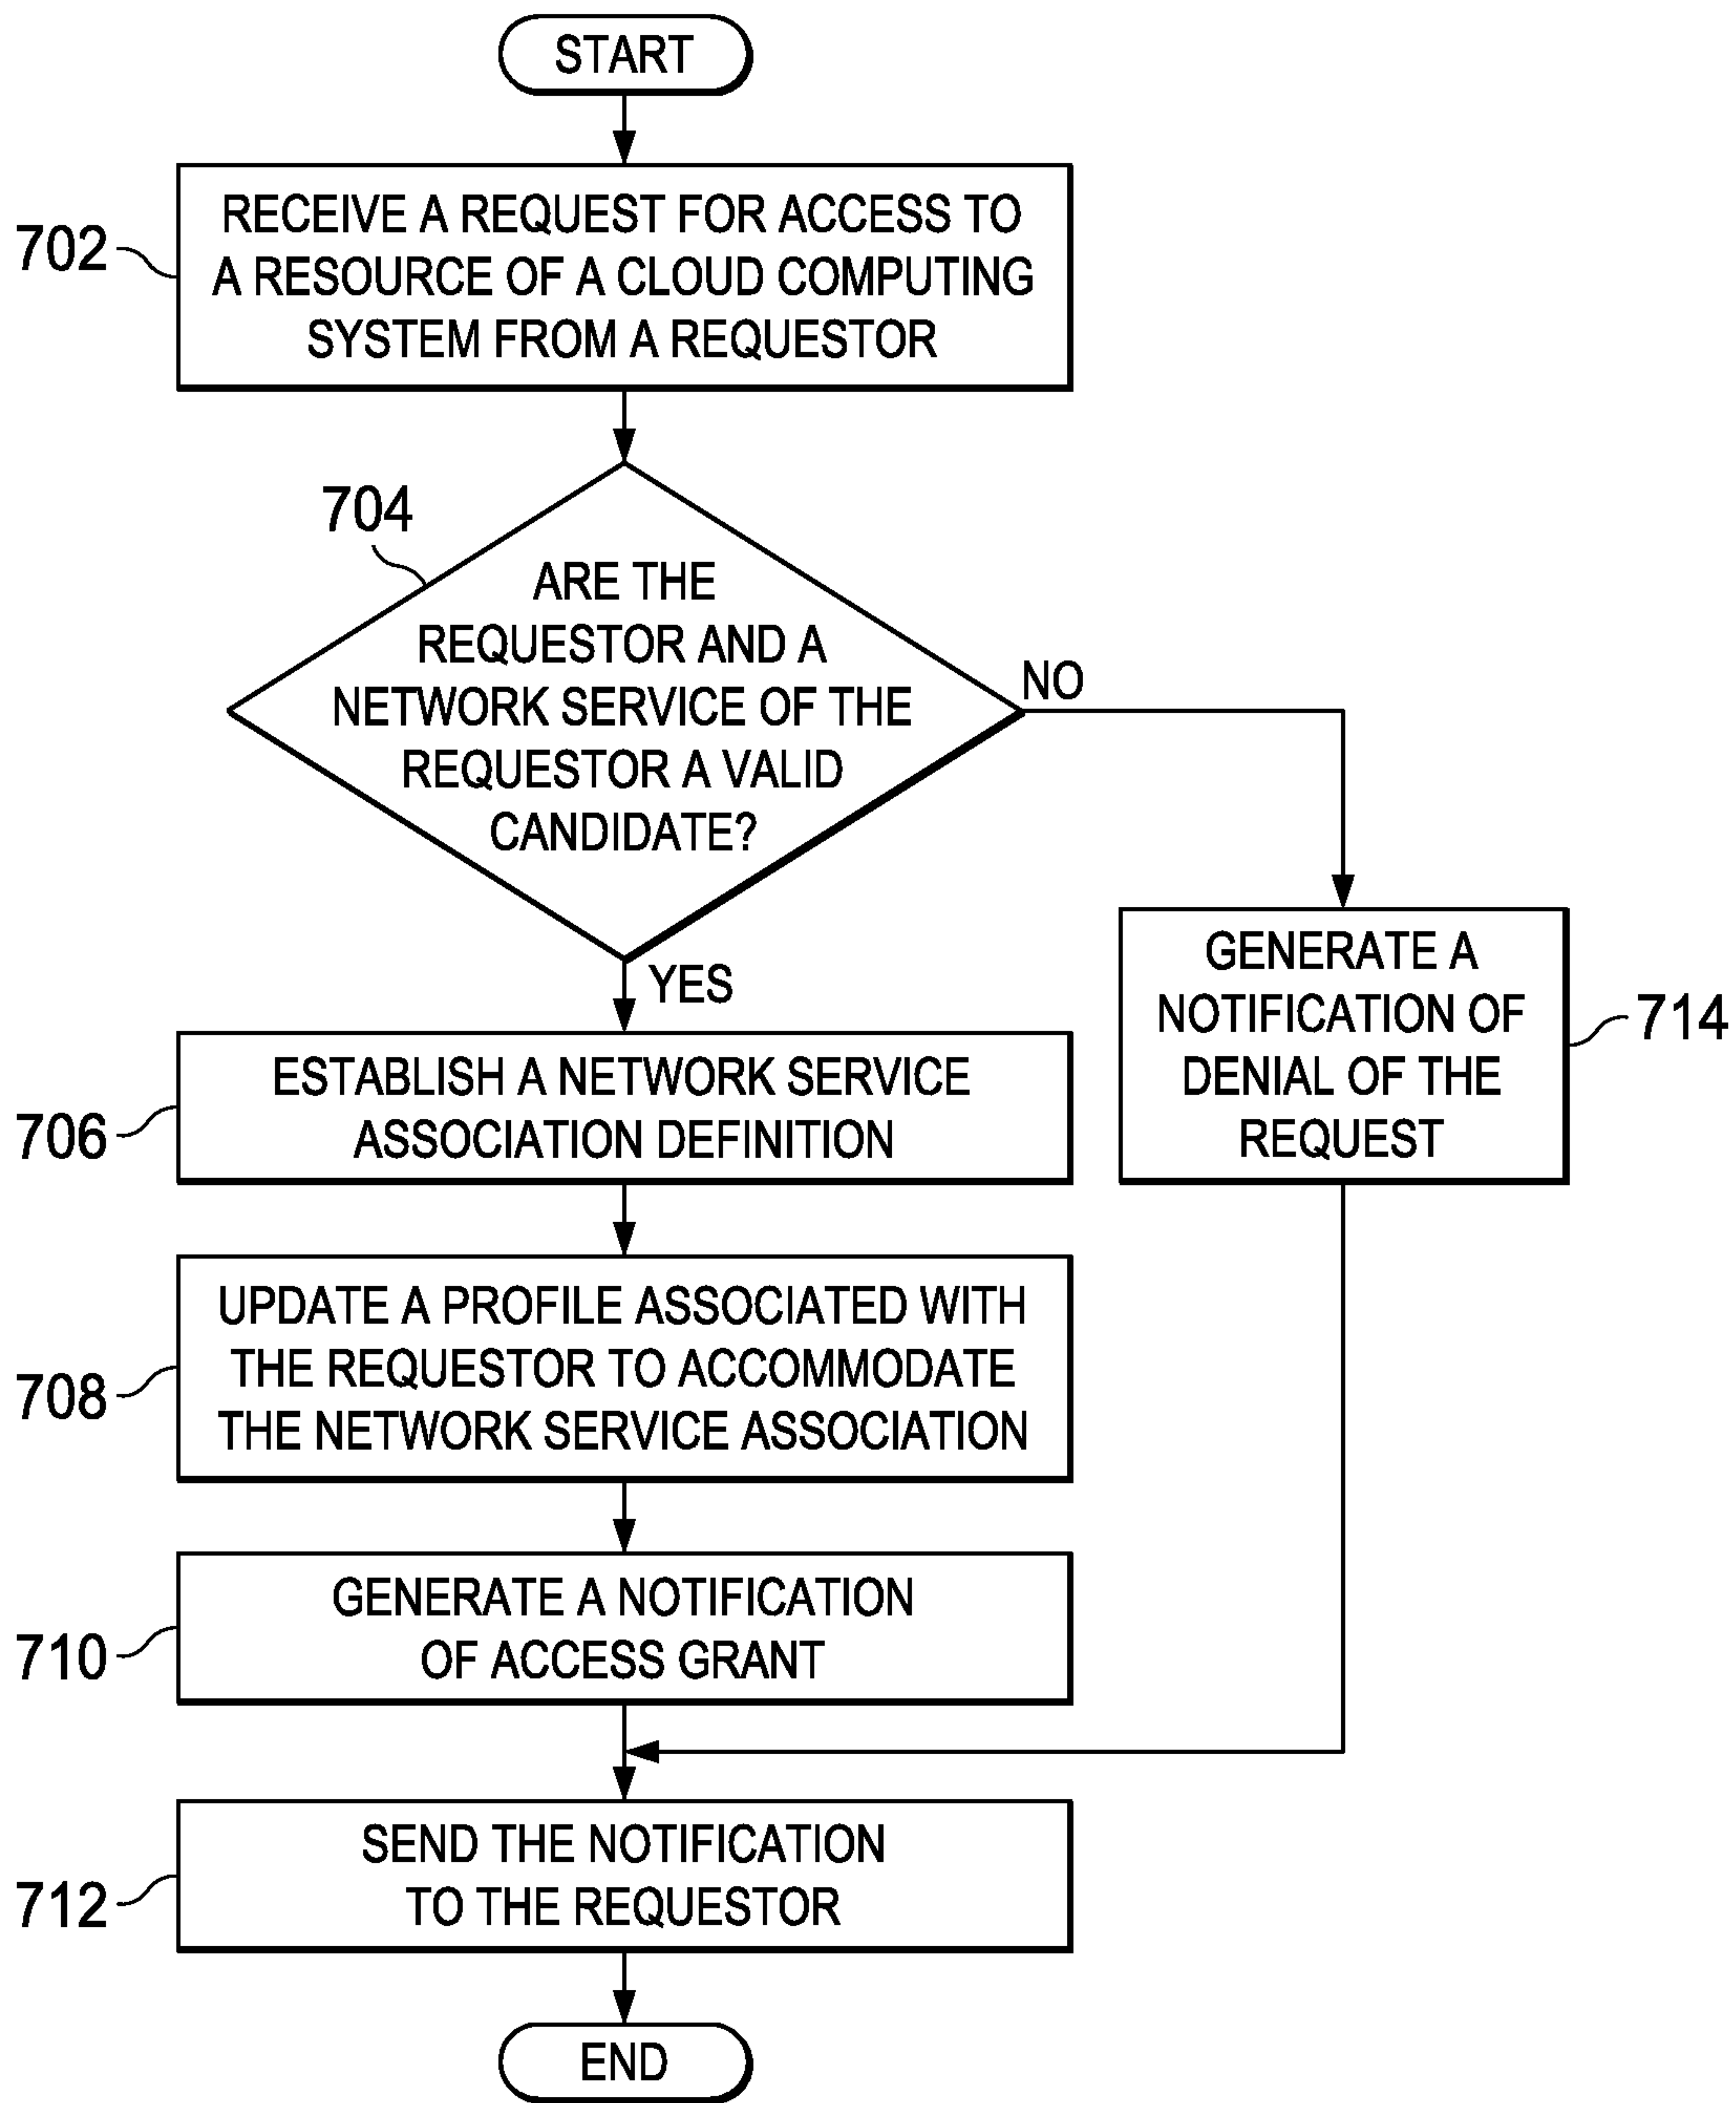 START
702
RECEIVE A REQUEST FOR ACCESS TO
A RESOURCE OF A CLOUD COMPUTING
SYSTEM FROM A REQUESTOR
704
ARE THE
REQUESTOR AND A
NETWORK SERVICE OF THE
REQUESTOR A VALID
CANDIDATE?
NO
YES
GENERATE A
NOTIFICATION OF
DENIAL OF THE
REQUEST
714
706
ESTABLISH A NETWORK SERVICE
ASSOCIATION DEFINITION
708
UPDATE A PROFILE ASSOCIATED WITH
THE REQUESTOR TO ACCOMMODATE
THE NETWORK SERVICE ASSOCIATION
710
GENERATE A NOTIFICATION
OF ACCESS GRANT
712
SEND THE NOTIFICATION
TO THE REQUESTOR
END